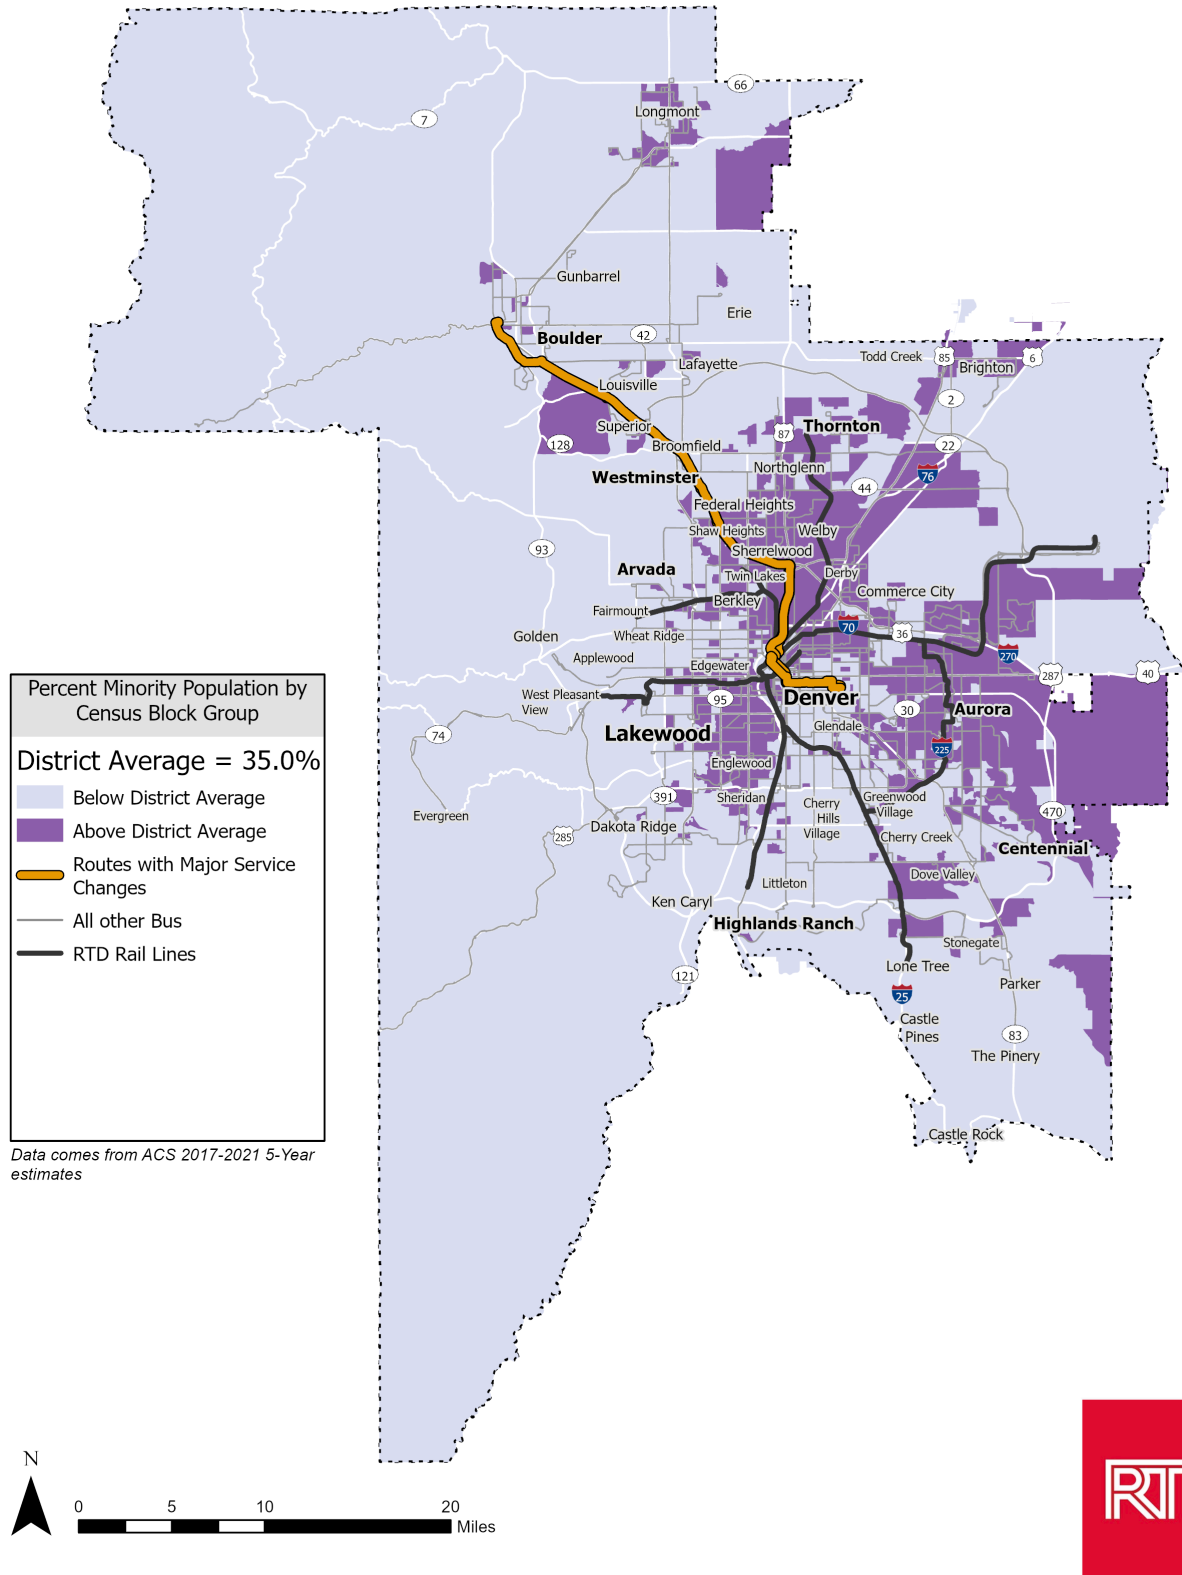 66
Longmont
7
Gunbarrel
Erie
Boulder
42
Todd Creek
85
6
Lafayette
Brighton
Louisville
2
Superior
87
Thornton
128
Broomfield
22
Northglenn
Westminster
76
44
Federal Heights
Shaw Heights
Welby
93
Sherrelwood
Arvada
Twin Lakes
Derby
Commerce City
Berkley
Fairmount
70
36
Golden
Wheat Ridge
Applewood
270
Edgewater
287
40
West Pleasant
View
95
Denver
30
Aurora
Glendale
74
Lakewood
225
Englewood
391
Sheridan
Greenwood
Village
Cherry
Hills
Village
470
Evergreen
285
Dakota Ridge
Cherry Creek
Centennial
Dove Valley
Littleton
Ken Caryl
Highlands Ranch
Stonegate
Lone Tree
121
Parker
25
Castle
Pines
83
The Pinery
Castle Rock
Percent Minority Population by
Census Block Group
District Average = 35.0%
Below District Average
Above District Average
Routes with Major Service
Changes
All other Bus
RTD Rail Lines
Data comes from ACS 2017-2021 5-Year
estimates
N
0 5 10 20
Miles
RT